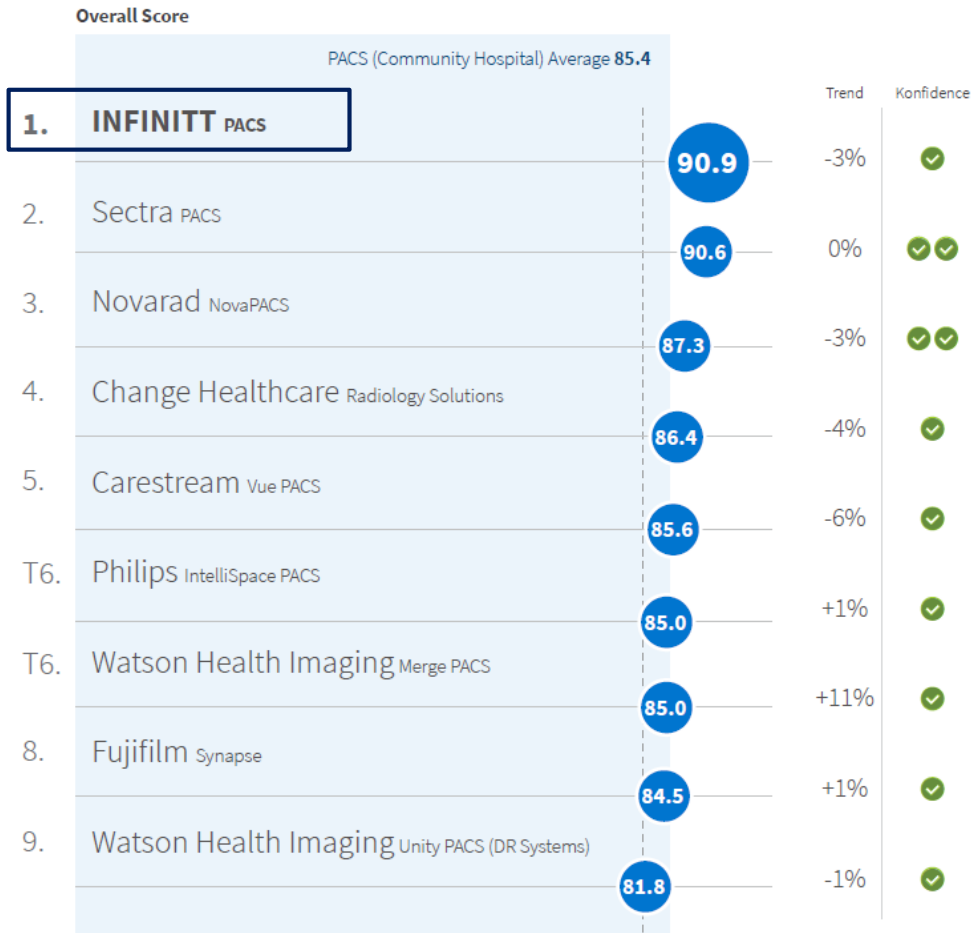 Overall Score
PACS (Community Hospital) Average 85.4
Trend Konfidence
1. INFINITT PACS
90.9 -3%
2. Sectra PACS
90.6 0%
3. Novarad NovaPACS
87.3 -3%
4. Change Healthcare Radiology Solutions
86.4 -4%
5. Carestream Vue PACS
85.6 -6%
T6. Philips IntelliSpace PACS
85.0 +1%
T6. Watson Health Imaging Merge PACS
85.0 +11%
8. Fujifilm Synapse
84.5 +1%
9. Watson Health Imaging Unity PACS (DR Systems)
81.8 -1%